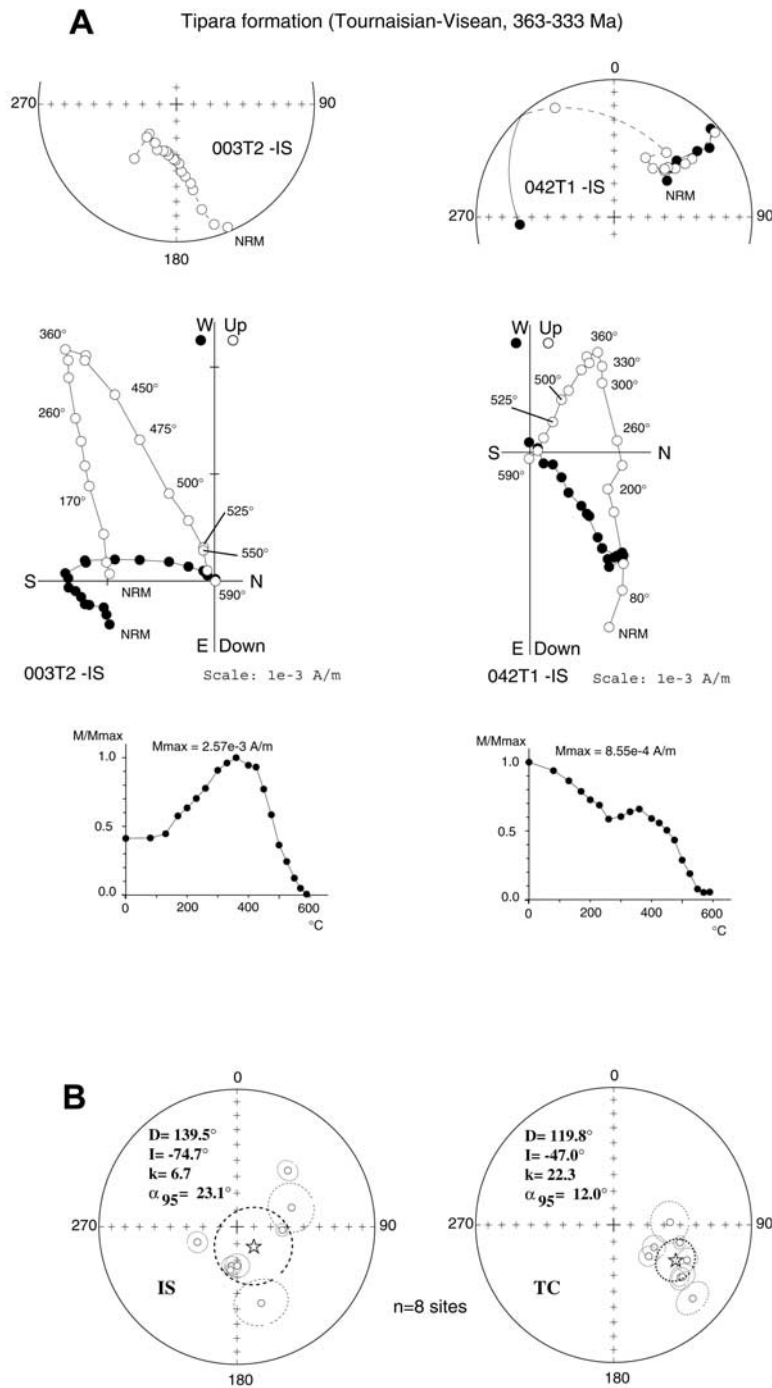 A
Tipara formation (Tournaisian-Visean, 363-333 Ma)
270
90
003T2 -IS
NRM
180
0
042T1 -IS
NRM
270
90
W Up
360°
450°
260°
475°
170°
500°
525°
550°
S N
NRM
590°
NRM
E Down
003T2 -IS
Scale: 1e-3 A/m
W Up
360°
500°
330°
300°
525°
260°
S N
590°
200°
80°
NRM
E Down
042T1 -IS
Scale: 1e-3 A/m
M/Mmax
Mmax = 2.57e-3 A/m
1.0
0.5
0.0
0 200 400 600
°C
M/Mmax
Mmax = 8.55e-4 A/m
1.0
0.5
0.0
0 200 400 600
°C
B
0
D= 139.5°
I= -74.7°
k= 6.7
α95= 23.1°
270
90
IS
180
n=8 sites
0
D= 119.8°
I= -47.0°
k= 22.3
α95= 12.0°
270
90
TC
180